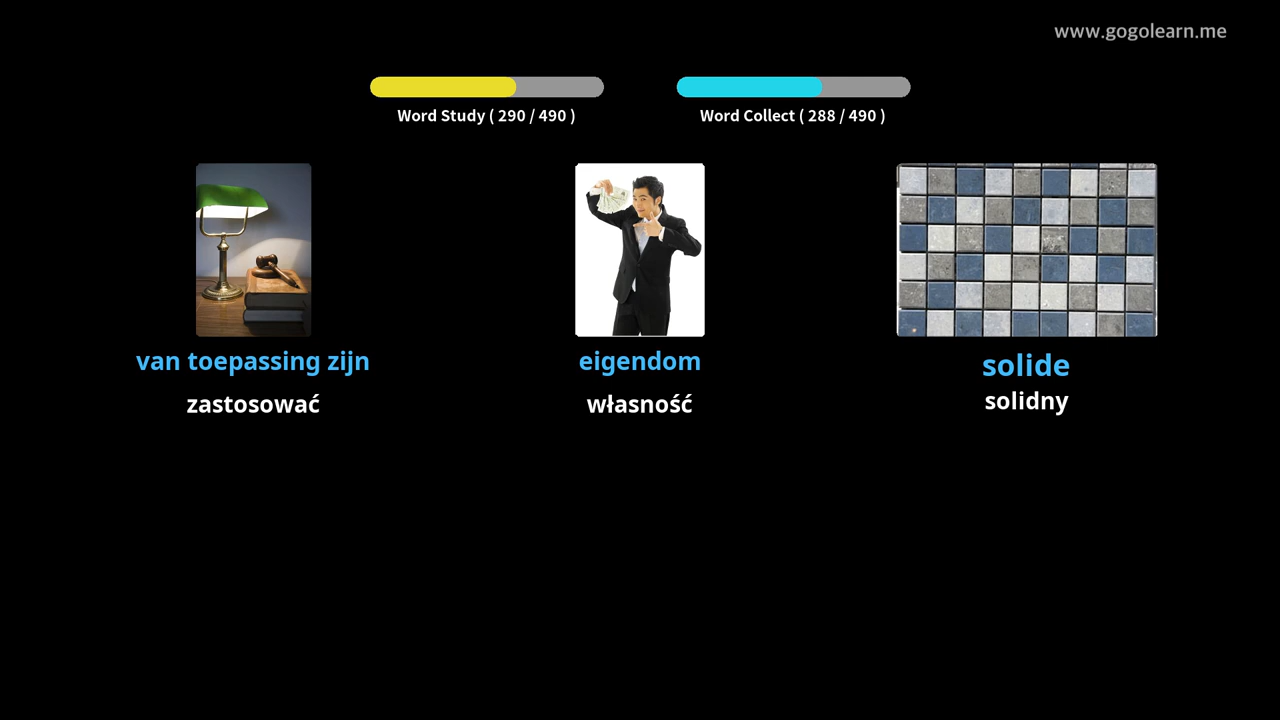 www.gogolearn.me
Word Study ( 290 / 490 )
Word Collect ( 288 / 490 )
van toepassing zijn
zastosować
eigendom
własność
solide
solidny